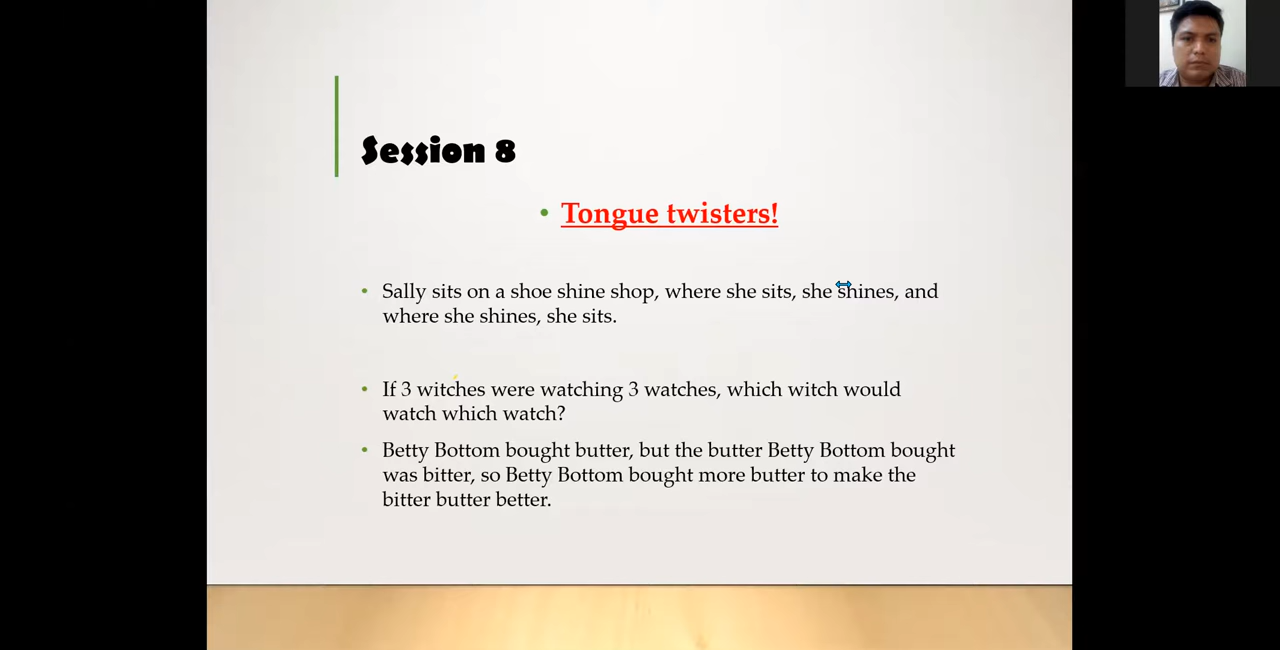 Session 8
• Tongue twisters!
• Sally sits on a shoe shine shop, where she sits, she shines, and
where she shines, she sits.
• If 3 witches were watching 3 watches, which witch would
watch which watch?
• Betty Bottom bought butter, but the butter Betty Bottom bought
was bitter, so Betty Bottom bought more butter to make the
bitter butter better.